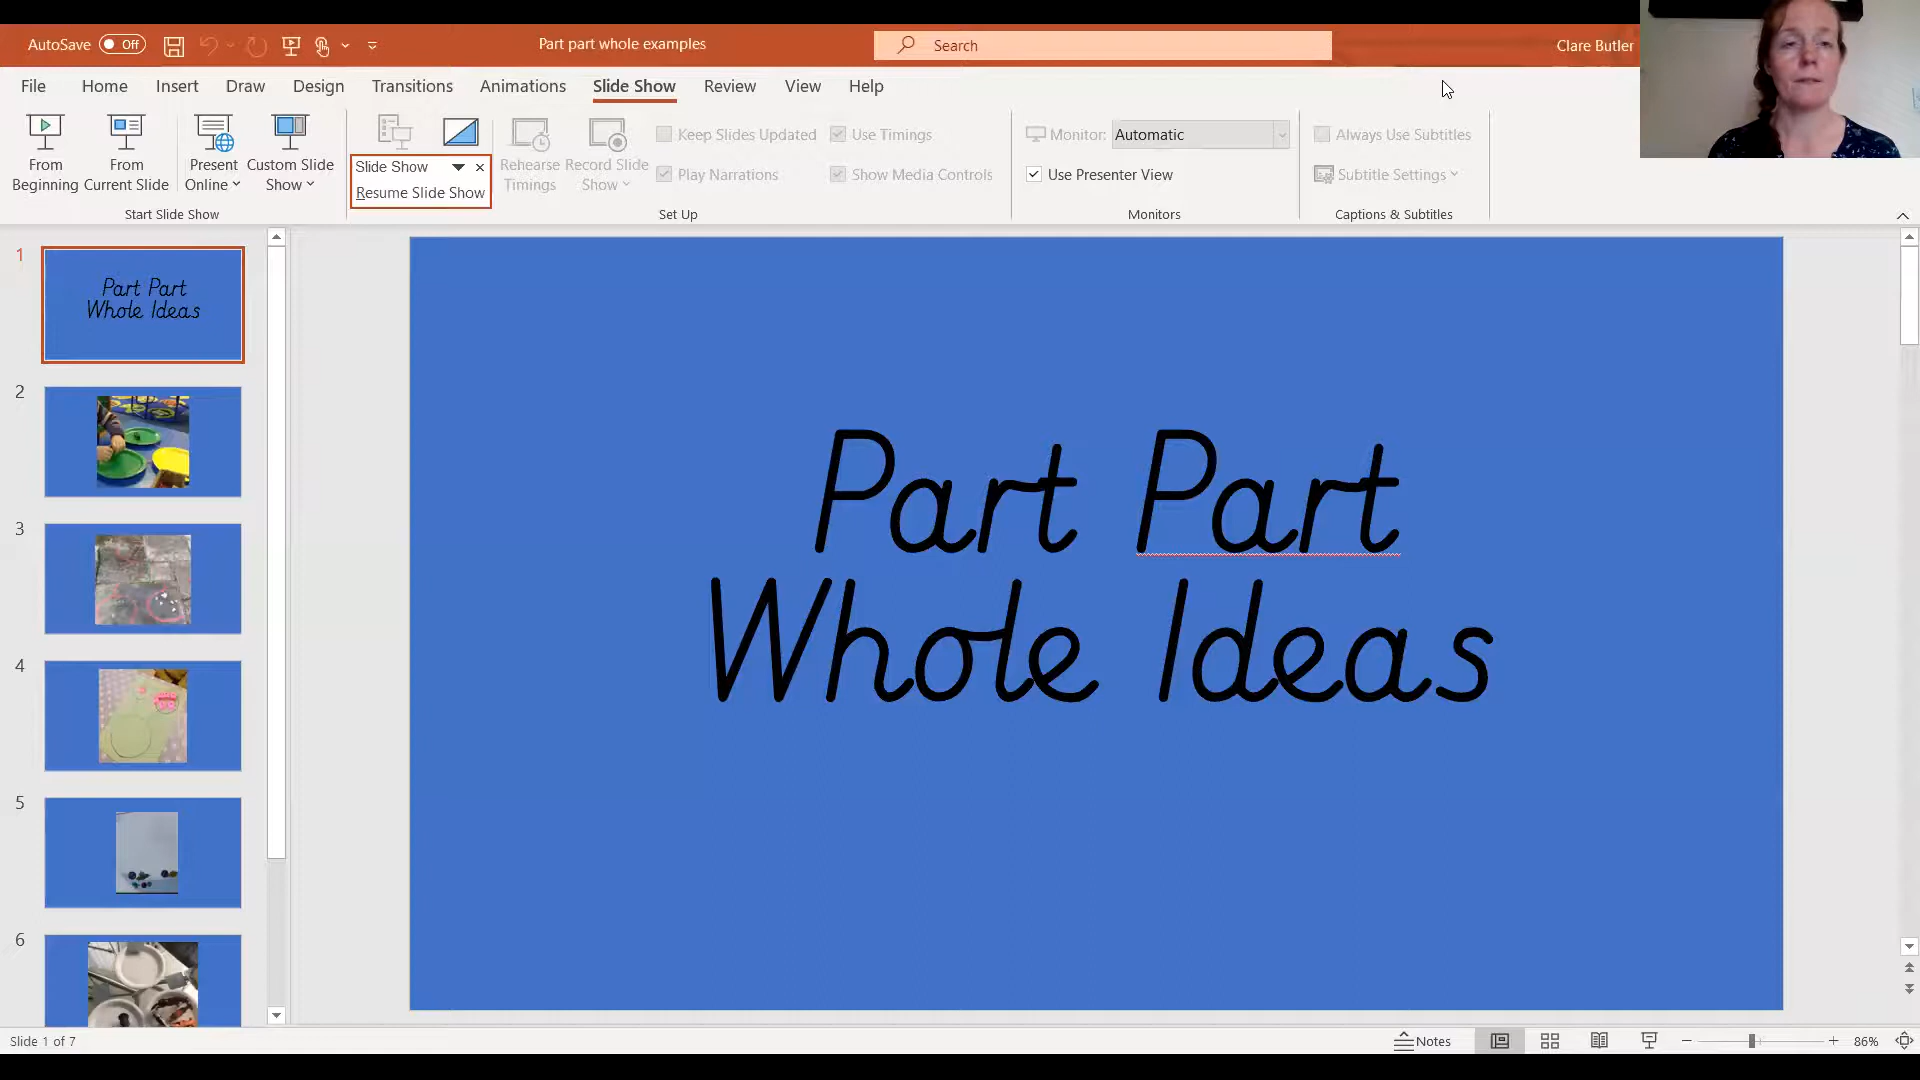 AutoSave Off Part part whole examples Search Clare Butler
File Home Insert Draw Design Transitions Animations Slide Show Review View Help
From Beginning
From Current Slide
Present Online
Custom Slide Show
Slide Show
Resume Slide Show
Rehearse Timings
Record Slide Show
Keep Slides Updated
Play Narrations
Use Timings
Show Media Controls
Monitor: Automatic
Use Presenter View
Always Use Subtitles
Subtitle Settings
Start Slide Show Set Up Monitors Captions & Subtitles
1
Part Part
Whole Ideas
2
3
4
5
6
Part Part
Whole Ideas
Slide 1 of 7 Notes 86%